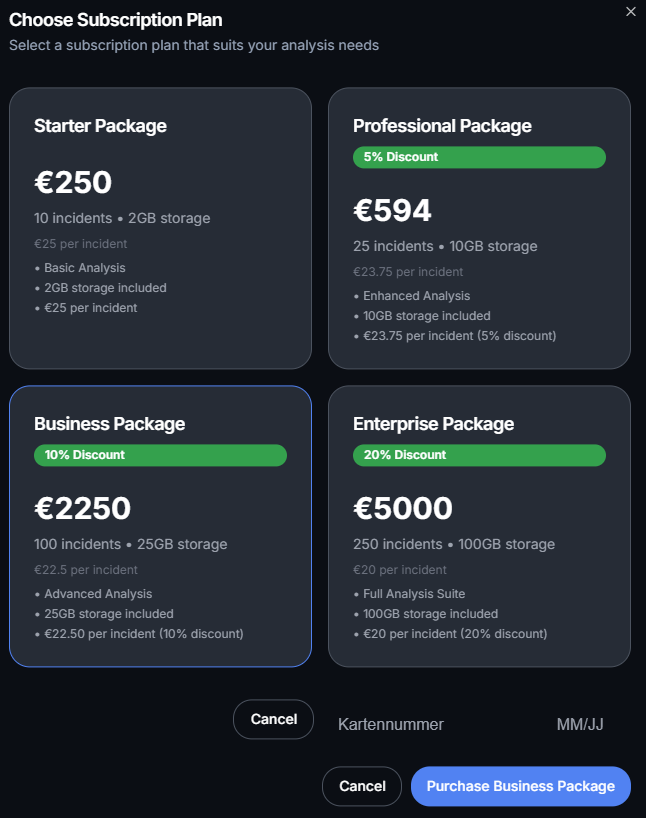 Choose Subscription Plan
Select a subscription plan that suits your analysis needs
Starter Package
€250
10 incidents • 2GB storage
€25 per incident
• Basic Analysis
• 2GB storage included
• €25 per incident
Professional Package
5% Discount
€594
25 incidents • 10GB storage
€23.75 per incident
• Enhanced Analysis
• 10GB storage included
• €23.75 per incident (5% discount)
Business Package
10% Discount
€2250
100 incidents • 25GB storage
€22.5 per incident
• Advanced Analysis
• 25GB storage included
• €22.50 per incident (10% discount)
Enterprise Package
20% Discount
€5000
250 incidents • 100GB storage
€20 per incident
• Full Analysis Suite
• 100GB storage included
• €20 per incident (20% discount)
Cancel
Kartennummer MM/JJ
Cancel
Purchase Business Package